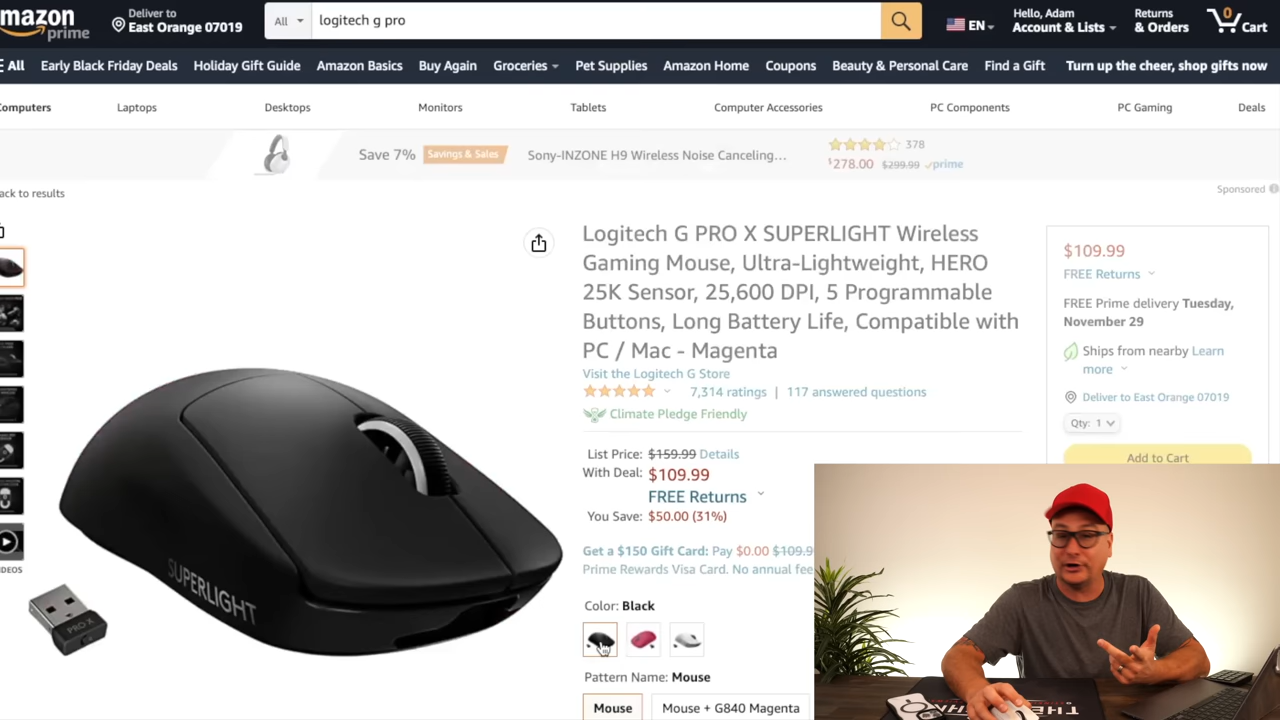 mazon
prime
Deliver to
East Orange 07019
All
logitech g pro
EN
Hello, Adam
Account & Lists
Returns
& Orders
0
Cart
All
Early Black Friday Deals
Holiday Gift Guide
Amazon Basics
Buy Again
Groceries
Pet Supplies
Amazon Home
Coupons
Beauty & Personal Care
Find a Gift
Turn up the cheer, shop gifts now
omputers
Laptops
Desktops
Monitors
Tablets
Computer Accessories
PC Components
PC Gaming
Deals
Save 7%
Savings & Sales
Sony-INZONE H9 Wireless Noise Canceling...
378
$278.00 $299.99 prime
ack to results
Sponsored
Logitech G PRO X SUPERLIGHT Wireless
Gaming Mouse, Ultra-Lightweight, HERO
25K Sensor, 25,600 DPI, 5 Programmable
Buttons, Long Battery Life, Compatible with
PC / Mac - Magenta
Visit the Logitech G Store
7,314 ratings | 117 answered questions
Climate Pledge Friendly
List Price: $159.99 Details
With Deal: $109.99
FREE Returns
You Save: $50.00 (31%)
Get a $150 Gift Card: Pay $0.00 $109.9
Prime Rewards Visa Card. No annual fee
Color: Black
Pattern Name: Mouse
Mouse
Mouse + G840 Magenta
$109.99
FREE Returns
FREE Prime delivery Tuesday,
November 29
Ships from nearby Learn
more
Deliver to East Orange 07019
Qty: 1
Add to Cart
SUPERLIGHT
PRO X
IDEOS